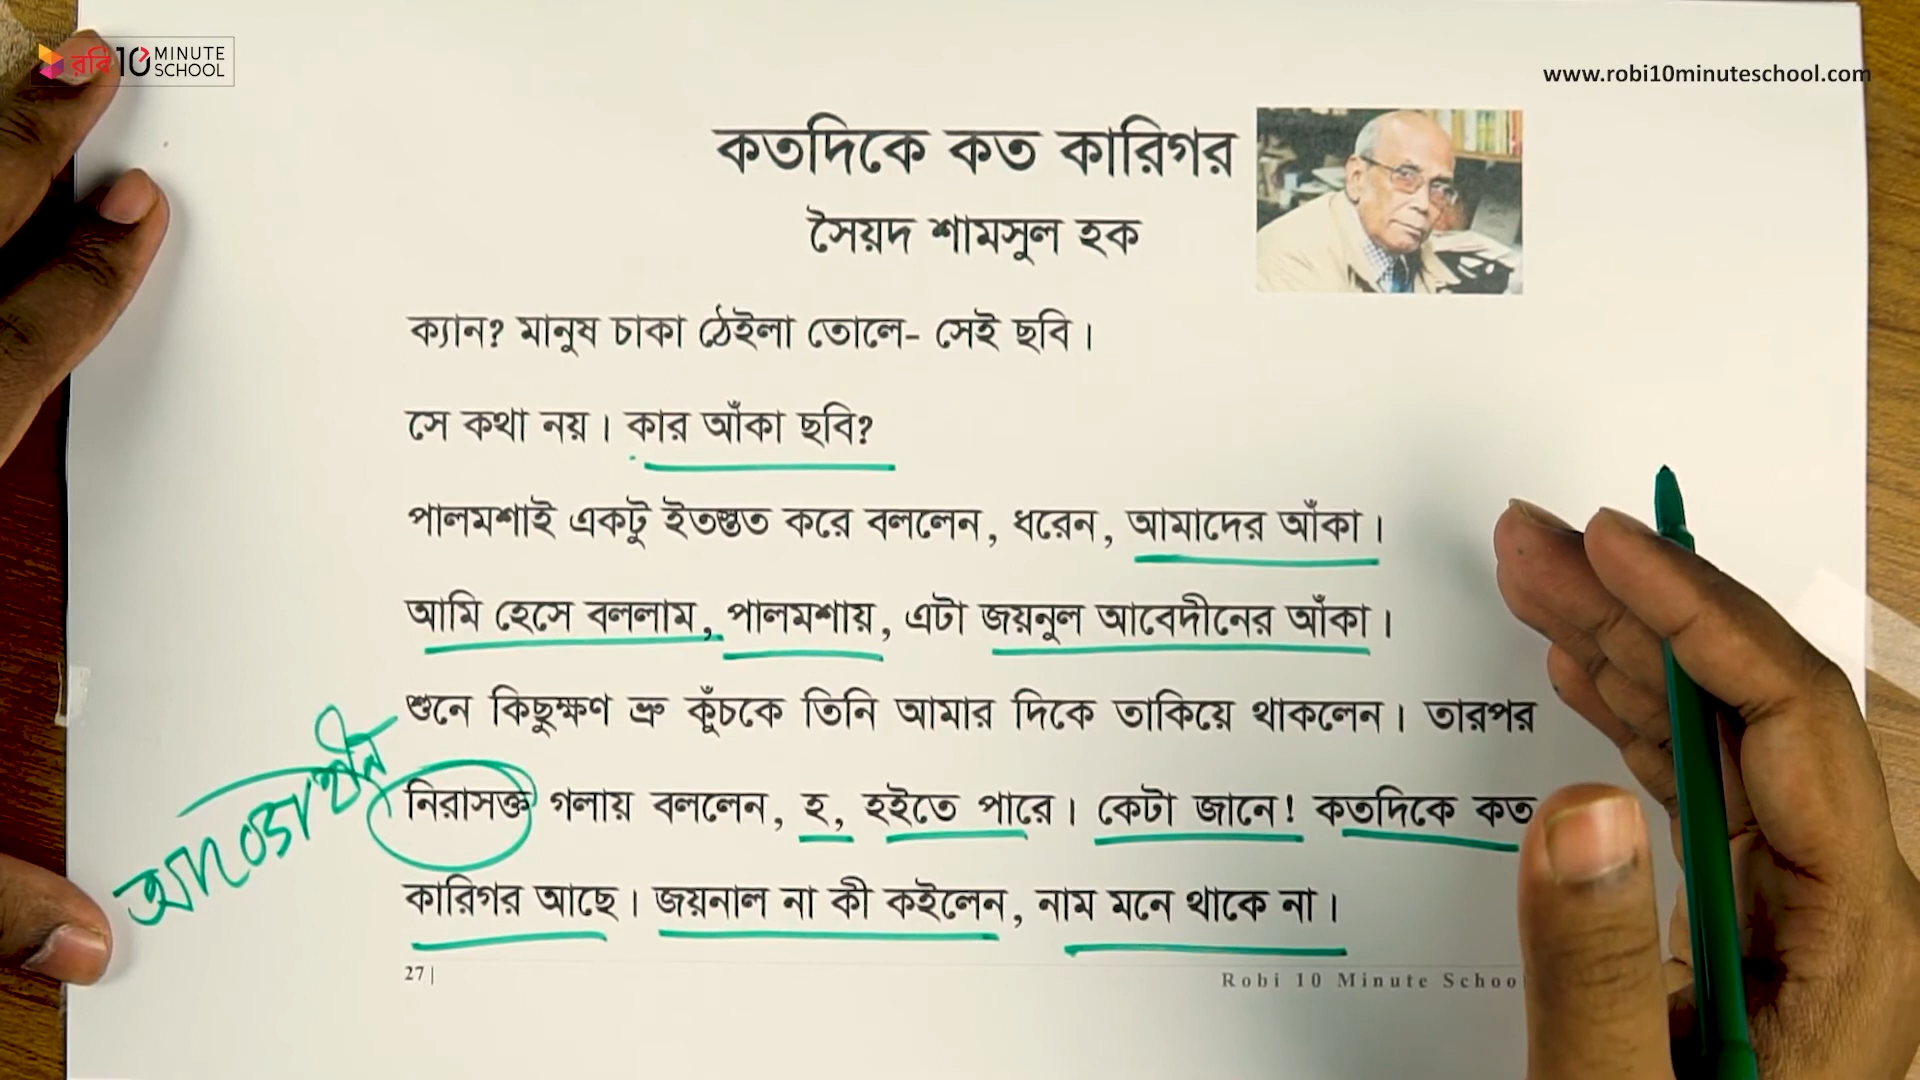 রবি 10 MINUTE SCHOOL
www.robi10minuteschool.com
কতদিকে কত কারিগর
সৈয়দ শামসুল হক
ক্যান? মানুষ চাকা ঠেইলা তোলে- সেই ছবি।
সে কথা নয়। কার আঁকা ছবি?
পালমশাই একটু ইতস্তত করে বললেন, ধরেন, আমাদের আঁকা।
আমি হেসে বললাম, পালমশায়, এটা জয়নুল আবেদীনের আঁকা।
শুনে কিছুক্ষণ ভ্রু কুঁচকে তিনি আমার দিকে তাকিয়ে থাকলেন। তারপর
নিরাসক্ত গলায় বললেন, হ, হইতে পারে। কেটা জানে! কতদিকে কত
কারিগর আছে। জয়নাল না কী কইলেন, নাম মনে থাকে না।
27|
Robi 10 Minute Schoo